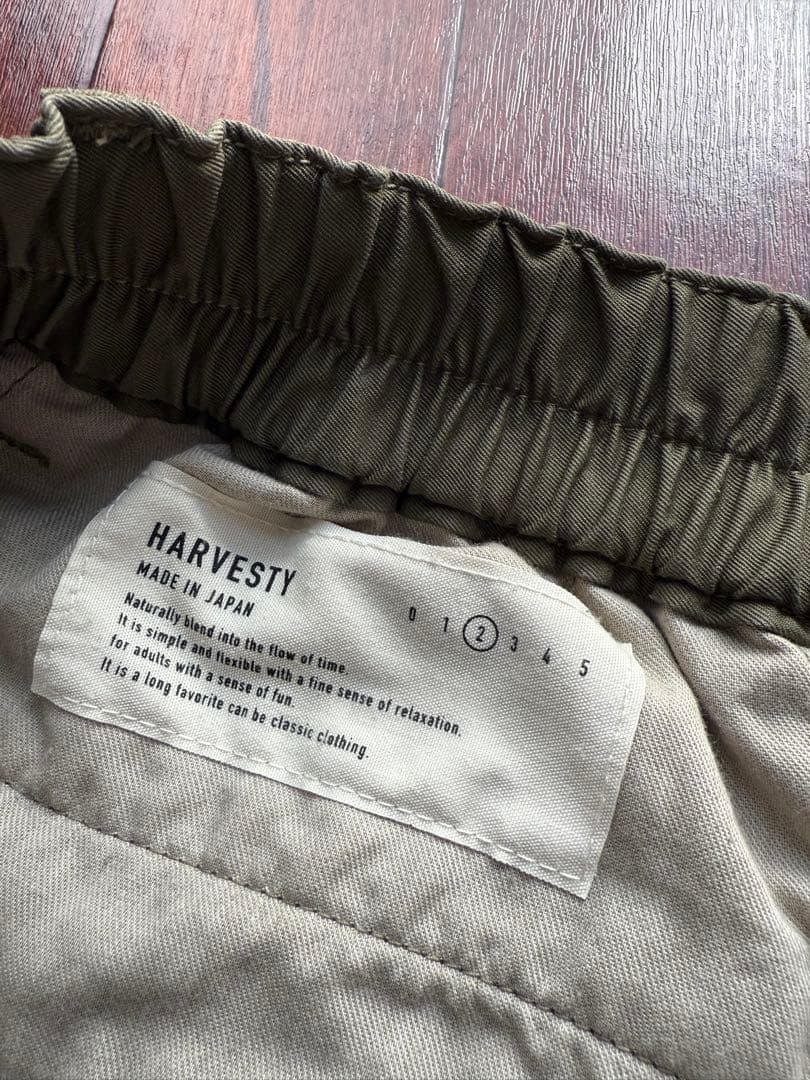 HARVESTY
MADE IN JAPAN
Naturally blend into the flow of time.
It is simple and flexible with a fine sense of relaxation.
for adults with a sense of fun.
It is a long favorite can be classic clothing.
0 1 2 3 4 5